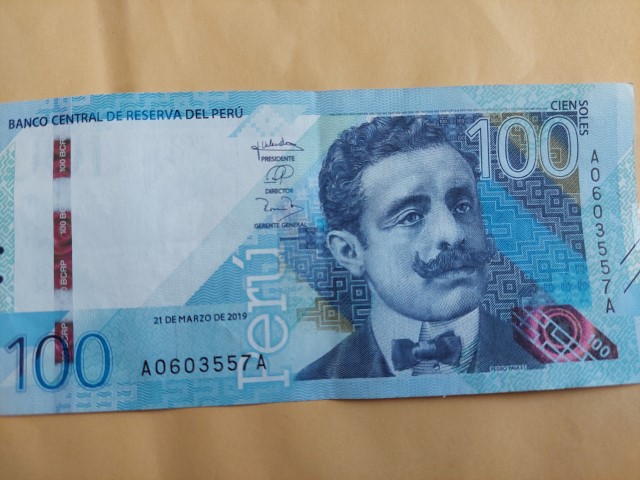 BANCO CENTRAL DE RESERVA DEL PERÚ
100
100 BCRP
100 BCRP
100 BC
100 BCRP
A0603557A
21 DE MARZO DE 2019
Perú
PRESIDENTE
DIRECTOR
GERENTE GENERAL
100
CIEN
SOLES
A0603557A
100